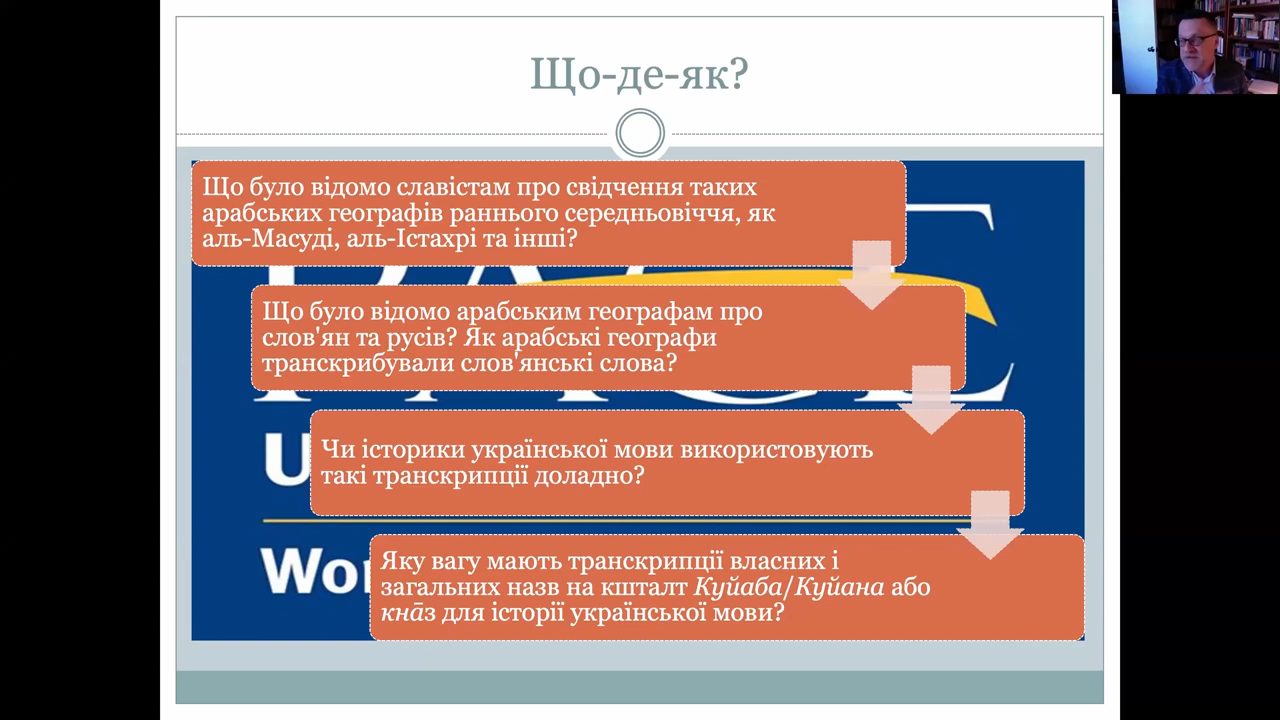 Що-де-як?
Що було відомо славістам про свідчення таких
арабських географів раннього середньовіччя, як
аль-Масуді, аль-Істахрі та інші?
Що було відомо арабським географам про
слов'ян та русів? Як арабські географи
транскрибували слов'янські слова?
Чи історики української мови використовують
такі транскрипції доладно?
Яку вагу мають транскрипції власних і
загальних назв на кшталт Куйаба/Куйана або
кнāз для історії української мови?